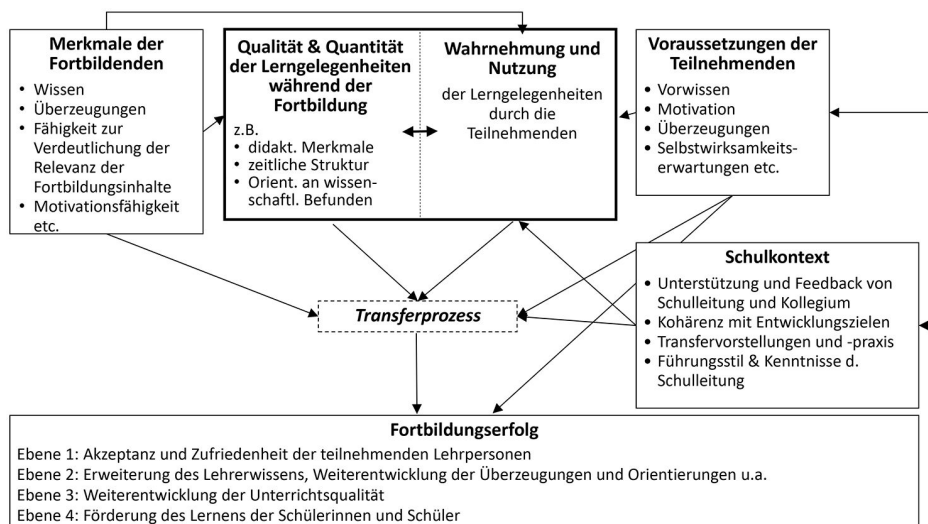 Merkmale der
Fortbildenden
• Wissen
• Überzeugungen
• Fähigkeit zur
Verdeutlichung der
Relevanz der
Fortbildungsinhalte
• Motivationsfähigkeit
etc.
Qualität & Quantität
der Lerngelegenheiten
während der
Fortbildung
z.B.
• didakt. Merkmale
• zeitliche Struktur
• Orient. an wissen-
schaftl. Befunden
Wahrnehmung und
Nutzung
der Lerngelegenheiten
durch die
Teilnehmenden
Voraussetzungen der
Teilnehmenden
• Vorwissen
• Motivation
• Überzeugungen
• Selbstwirksamkeits-
erwartungen etc.
Schulkontext
• Unterstützung und Feedback von
Schulleitung und Kollegium
• Kohärenz mit Entwicklungszielen
• Transfervorstellungen und -praxis
• Führungsstil & Kenntnisse d.
Schulleitung
Transferprozess
Fortbildungserfolg
Ebene 1: Akzeptanz und Zufriedenheit der teilnehmenden Lehrpersonen
Ebene 2: Erweiterung des Lehrerwissens, Weiterentwicklung der Überzeugungen und Orientierungen u.a.
Ebene 3: Weiterentwicklung der Unterrichtsqualität
Ebene 4: Förderung des Lernens der Schülerinnen und Schüler